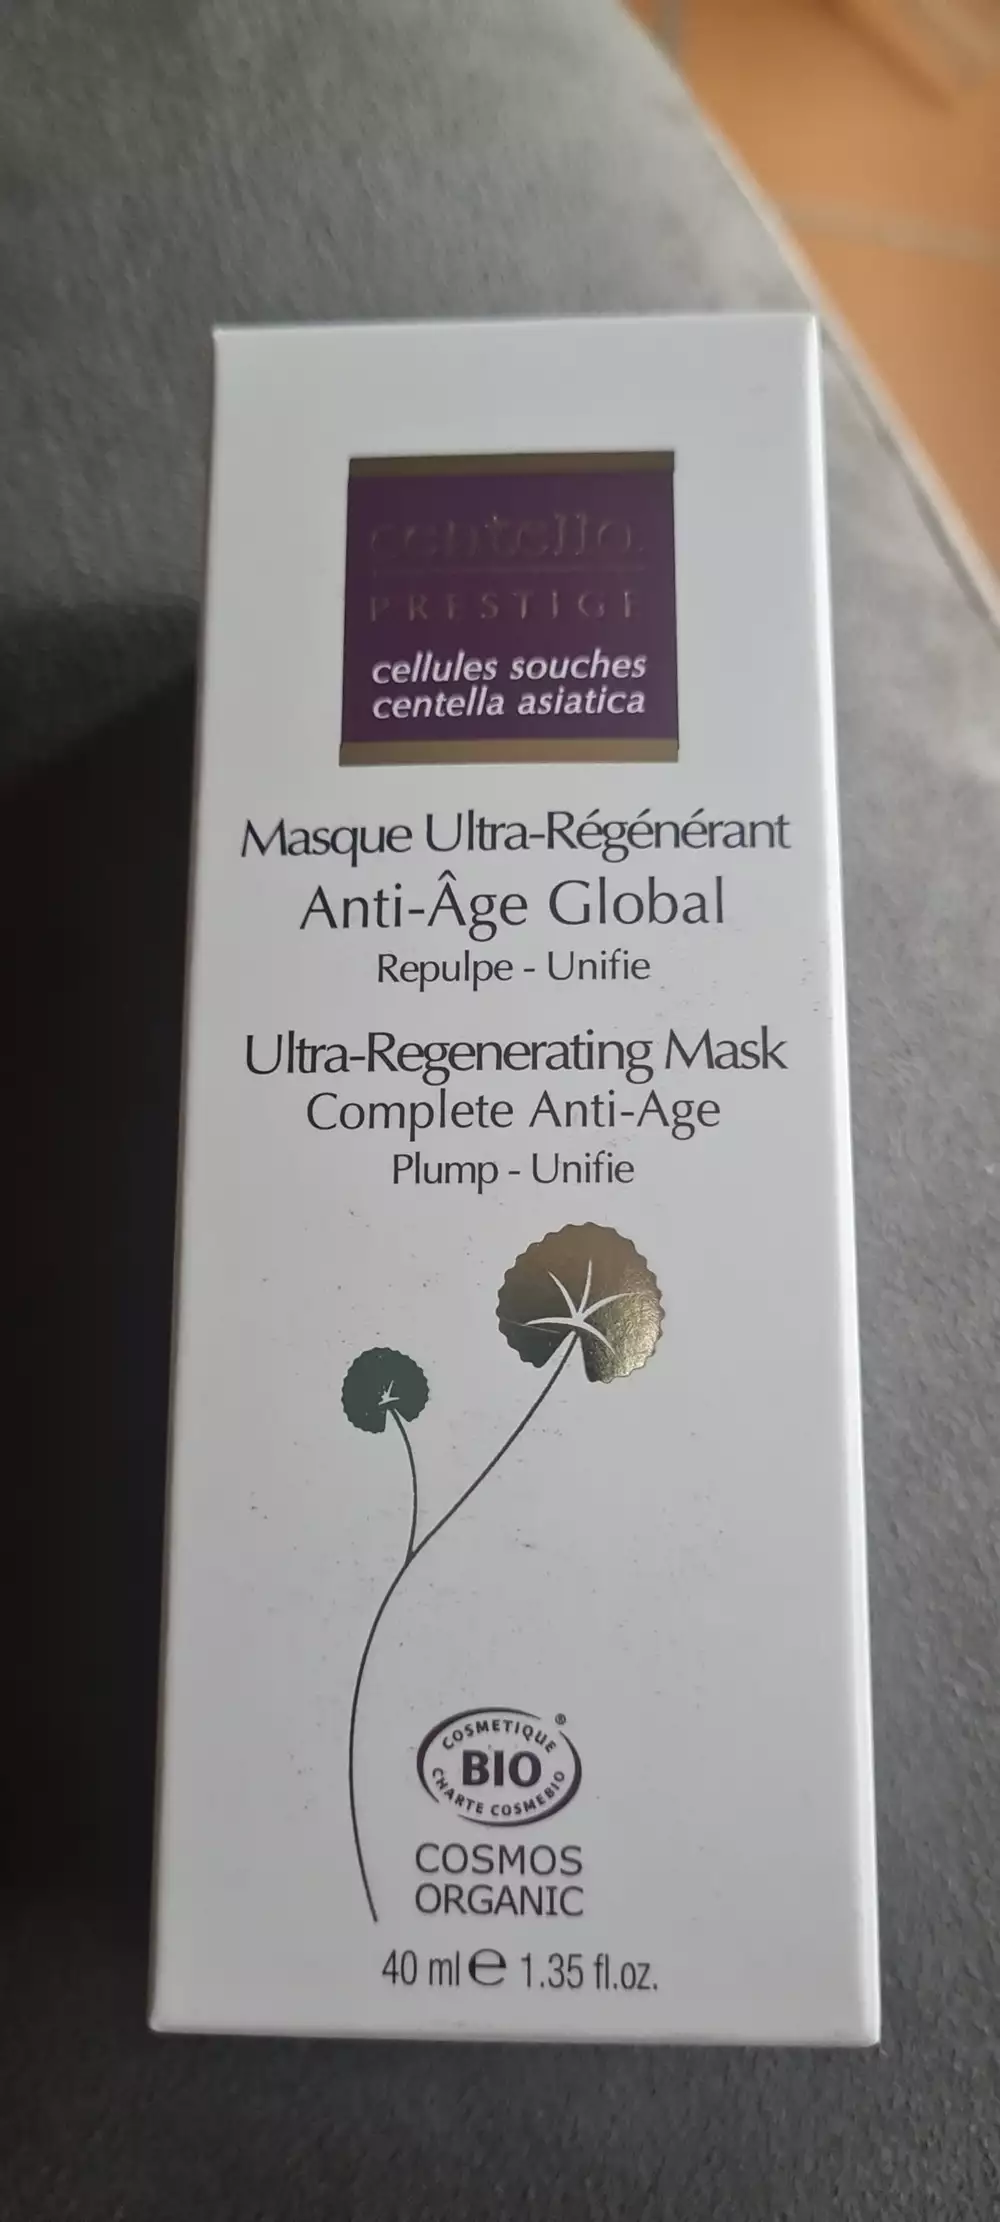 centella
PRESTIGE
cellules souches
centella asiatica
Masque Ultra-Régénérant
Anti-Âge Global
Repulpe - Unifie
Ultra-Regenerating Mask
Complete Anti-Age
Plump - Unifie
COSMETIQUE ®
BIO
CHARTE COSMEBIO
COSMOS
ORGANIC
40 ml e 1.35 fl.oz.